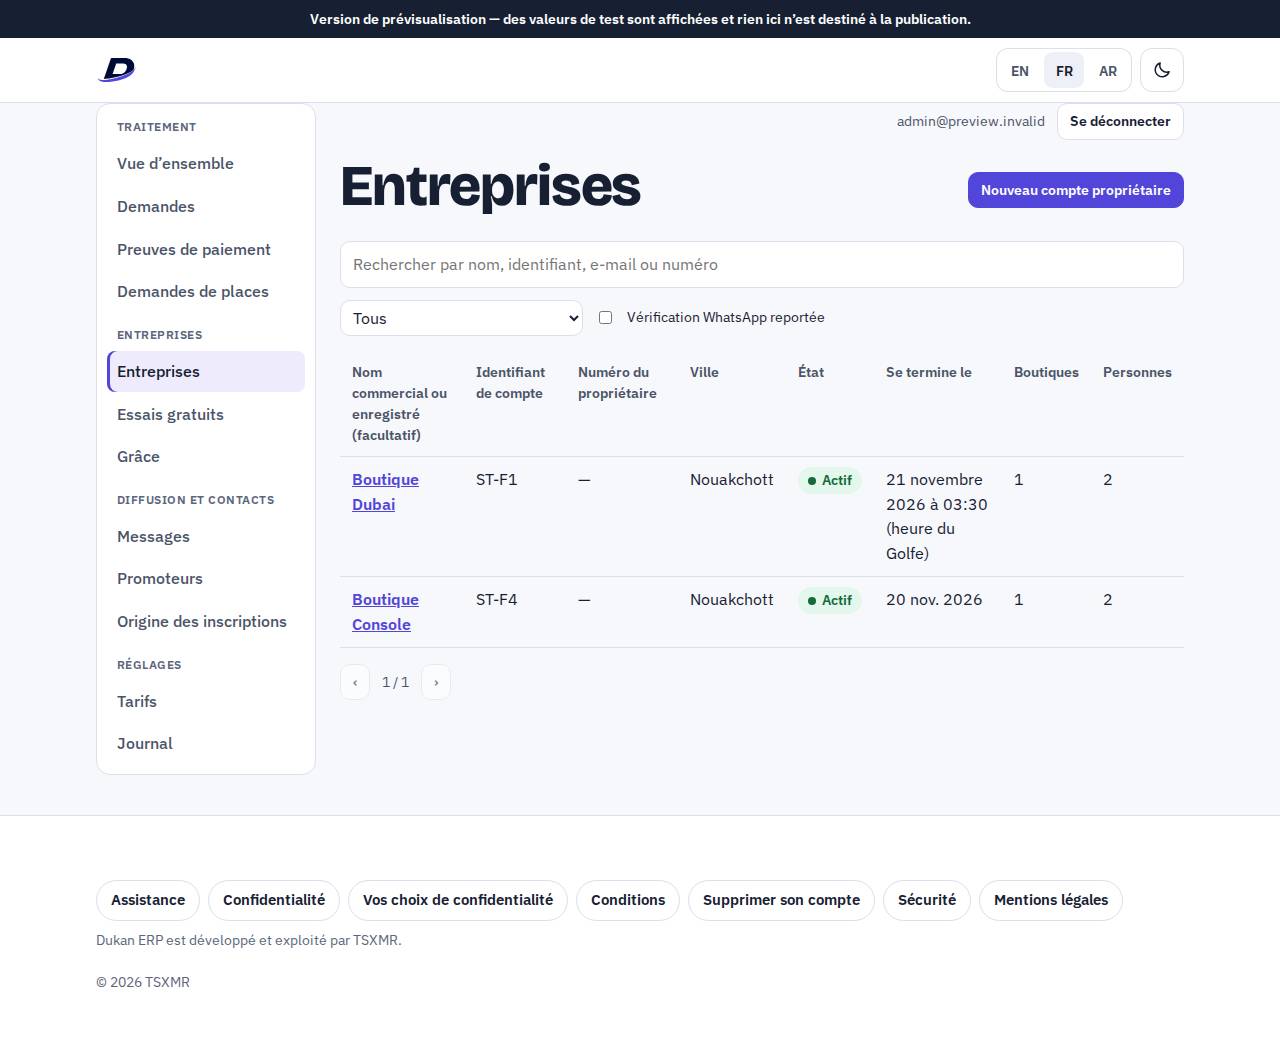 Version de prévisualisation — des valeurs de test sont affichées et rien ici n’est destiné à la publication.
D
EN FR AR
TRAITEMENT
Vue d’ensemble
Demandes
Preuves de paiement
Demandes de places
ENTREPRISES
Entreprises
Essais gratuits
Grâce
DIFFUSION ET CONTACTS
Messages
Promoteurs
Origine des inscriptions
RÉGLAGES
Tarifs
Journal
admin@preview.invalid Se déconnecter
Entreprises
Nouveau compte propriétaire
Rechercher par nom, identifiant, e-mail ou numéro
Tous
Vérification WhatsApp reportée
Nom commercial ou enregistré (facultatif) Identifiant de compte Numéro du propriétaire Ville État Se termine le Boutiques Personnes
Boutique Dubai ST-F1 — Nouakchott Actif 21 novembre 2026 à 03:30 (heure du Golfe) 1 2
Boutique Console ST-F4 — Nouakchott Actif 20 nov. 2026 1 2
‹ 1 / 1 ›
Assistance Confidentialité Vos choix de confidentialité Conditions Supprimer son compte Sécurité Mentions légales
Dukan ERP est développé et exploité par TSXMR.
© 2026 TSXMR